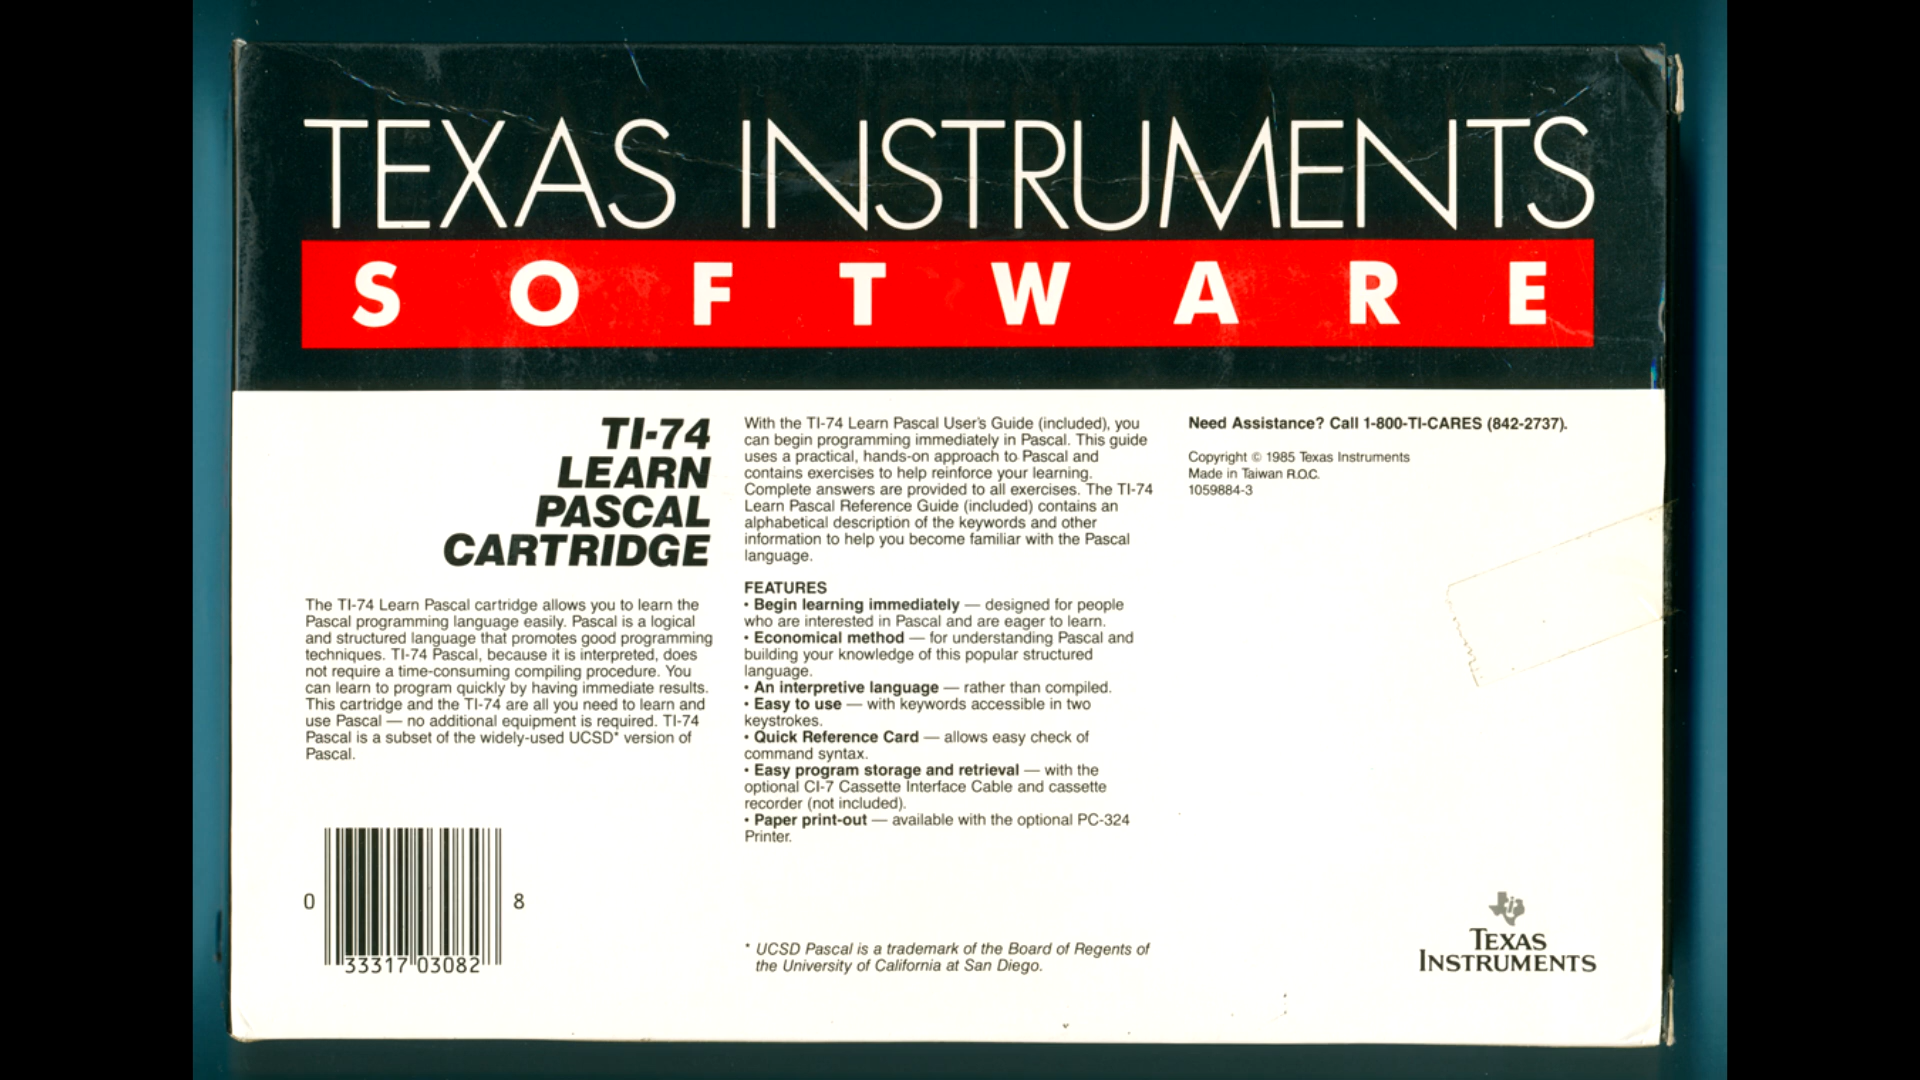 TEXAS INSTRUMENTS
SOFTWARE
TI-74
LEARN
PASCAL
CARTRIDGE
The TI-74 Learn Pascal cartridge allows you to learn the
Pascal programming language easily. Pascal is a logical
and structured language that promotes good programming
techniques. TI-74 Pascal, because it is interpreted, does
not require a time-consuming compiling procedure. You
can learn to program quickly by having immediate results.
This cartridge and the TI-74 are all you need to learn and
use Pascal — no additional equipment is required. TI-74
Pascal is a subset of the widely-used UCSD* version of
Pascal.
0 33317 03082 8
With the TI-74 Learn Pascal User's Guide (included), you
can begin programming immediately in Pascal. This guide
uses a practical, hands-on approach to Pascal and
contains exercises to help reinforce your learning.
Complete answers are provided to all exercises. The TI-74
Learn Pascal Reference Guide (included) contains an
alphabetical description of the keywords and other
information to help you become familiar with the Pascal
language.
FEATURES
• Begin learning immediately — designed for people
who are interested in Pascal and are eager to learn.
• Economical method — for understanding Pascal and
building your knowledge of this popular structured
language.
• An interpretive language — rather than compiled.
• Easy to use — with keywords accessible in two
keystrokes.
• Quick Reference Card — allows easy check of
command syntax.
• Easy program storage and retrieval — with the
optional CI-7 Cassette Interface Cable and cassette
recorder (not included).
• Paper print-out — available with the optional PC-324
Printer.
* UCSD Pascal is a trademark of the Board of Regents of
the University of California at San Diego.
Need Assistance? Call 1-800-TI-CARES (842-2737).
Copyright © 1985 Texas Instruments
Made in Taiwan R.O.C.
1059884-3
TEXAS
INSTRUMENTS